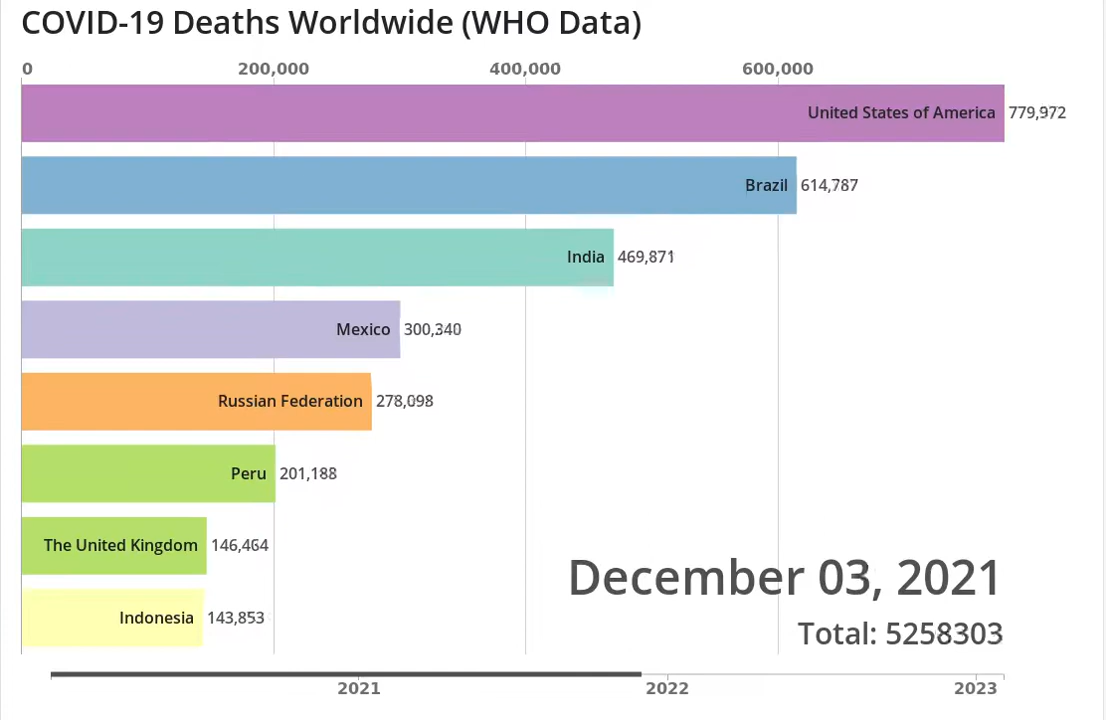 COVID-19 Deaths Worldwide (WHO Data)
0 200,000 400,000 600,000
United States of America 779,972
Brazil 614,787
India 469,871
Mexico 300,340
Russian Federation 278,098
Peru 201,188
The United Kingdom 146,464
Indonesia 143,853
December 03, 2021
Total: 5258303
2021 2022 2023